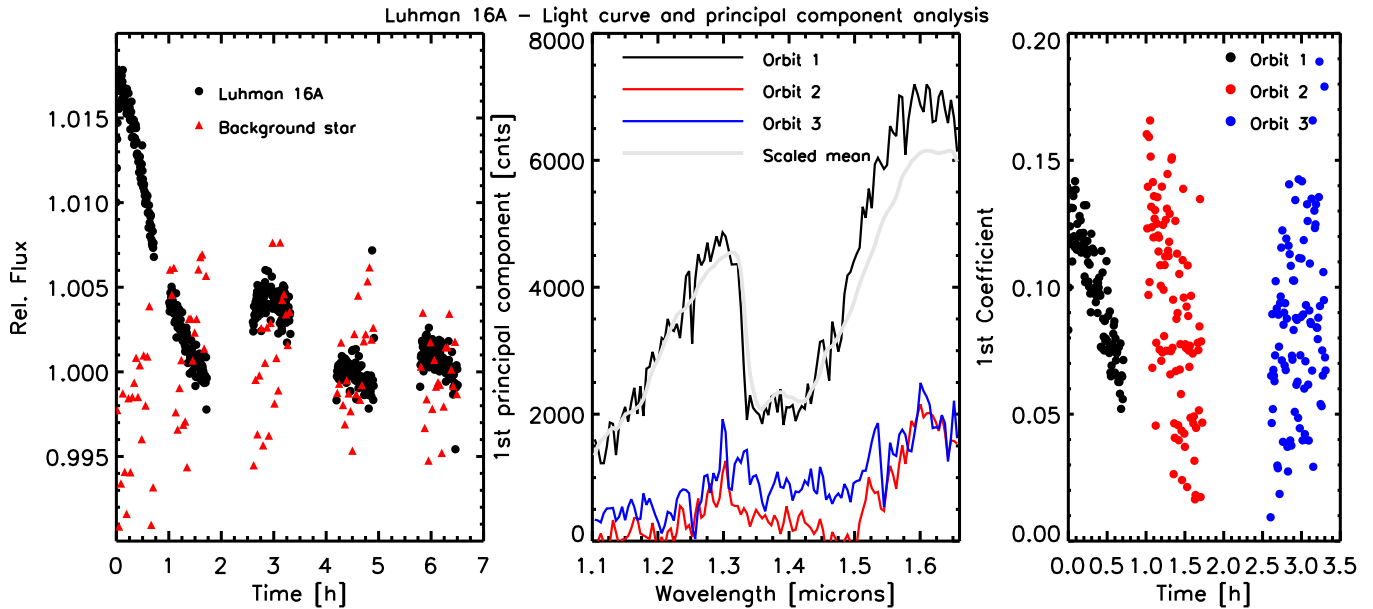 Luhman 16A – Light curve and principal component analysis
Rel. Flux
1.015
1.010
1.005
1.000
0.995
Luhman 16A
Background star
0 1 2 3 4 5 6 7
Time [h]
1st principal component [cnts]
8000
6000
4000
2000
0
Orbit 1
Orbit 2
Orbit 3
Scaled mean
1.1 1.2 1.3 1.4 1.5 1.6
Wavelength [microns]
1st Coefficient
0.20
0.15
0.10
0.05
0.00
Orbit 1
Orbit 2
Orbit 3
0.0 0.5 1.0 1.5 2.0 2.5 3.0 3.5
Time [h]